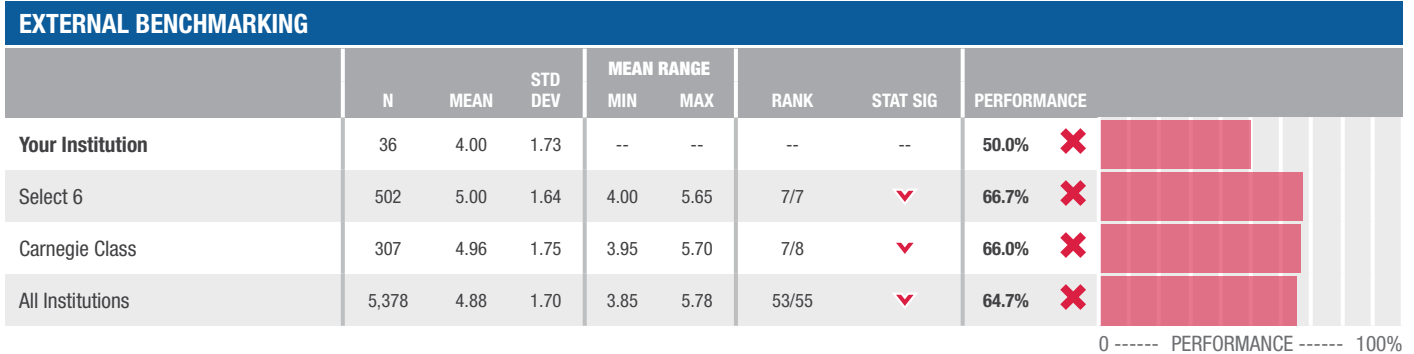 EXTERNAL BENCHMARKING
N MEAN STD DEV MEAN RANGE MIN MAX RANK STAT SIG PERFORMANCE
Your Institution 36 4.00 1.73 -- -- -- -- 50.0%
Select 6 502 5.00 1.64 4.00 5.65 7/7 66.7%
Carnegie Class 307 4.96 1.75 3.95 5.70 7/8 66.0%
All Institutions 5,378 4.88 1.70 3.85 5.78 53/55 64.7%
0 ------ PERFORMANCE ------ 100%